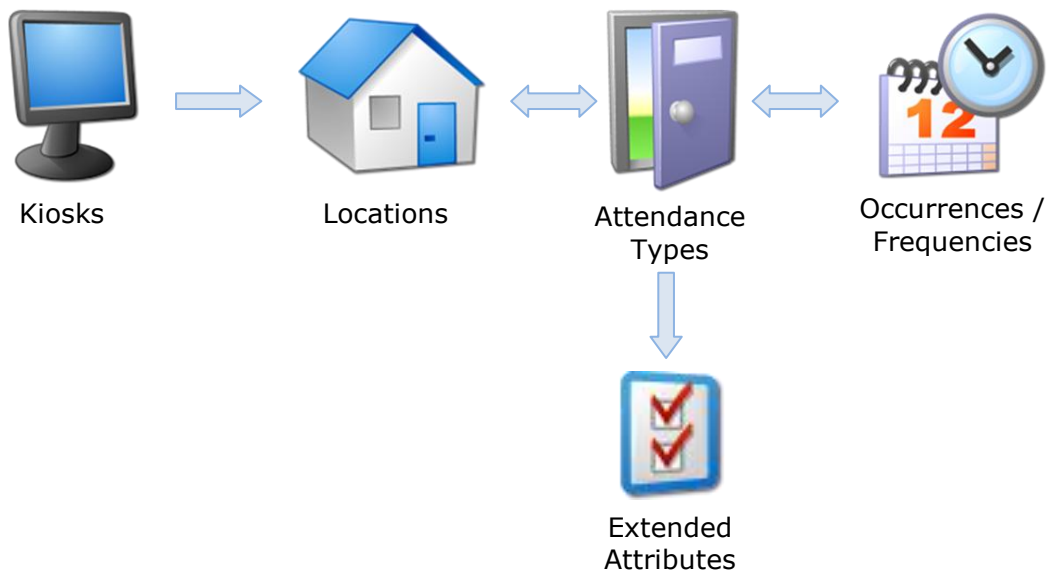 12
Kiosks
Locations
Attendance
Types
Occurrences /
Frequencies
Extended
Attributes